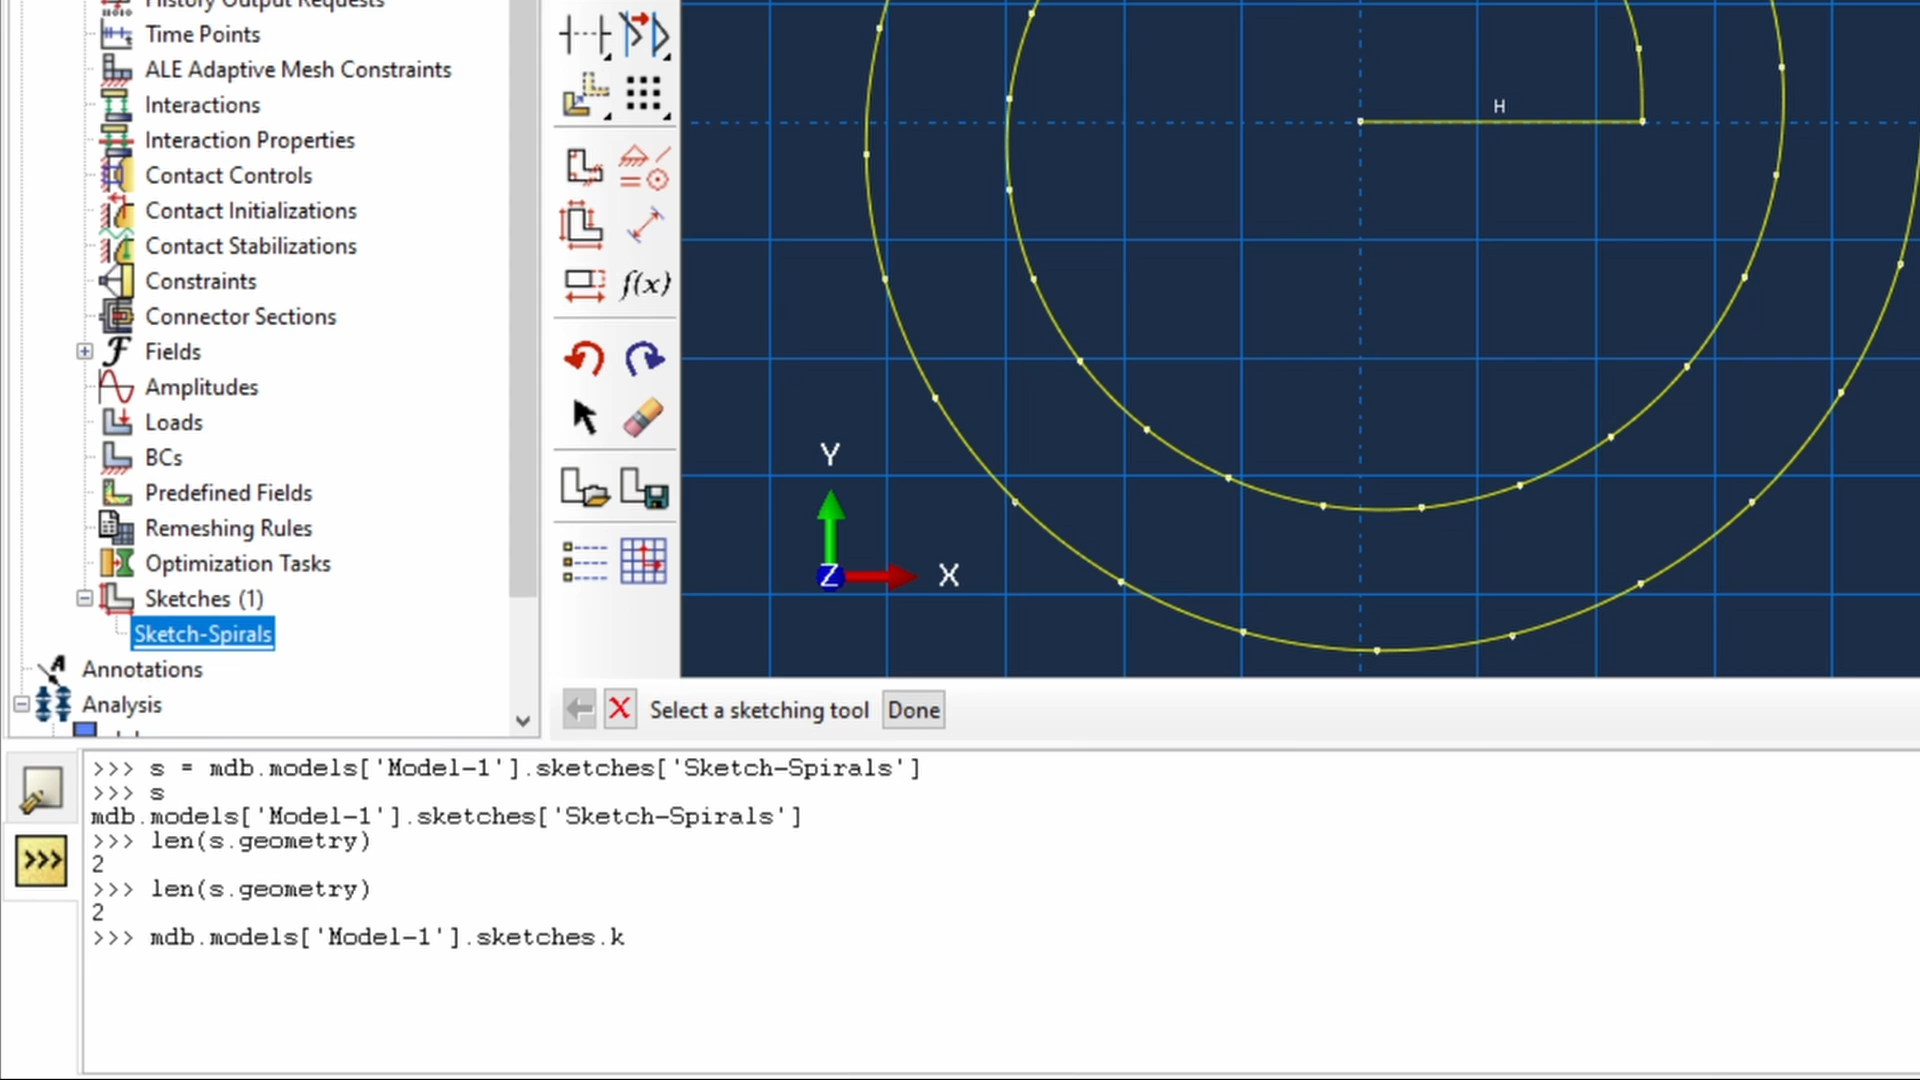 History Output Requests
Time Points
ALE Adaptive Mesh Constraints
Interactions
Interaction Properties
Contact Controls
Contact Initializations
Contact Stabilizations
Constraints
Connector Sections
Fields
Amplitudes
Loads
BCs
Predefined Fields
Remeshing Rules
Optimization Tasks
Sketches (1)
Sketch-Spirals
Annotations
Analysis
f(x)
H
Y
Z
X
Select a sketching tool
Done
>>> s = mdb.models['Model-1'].sketches['Sketch-Spirals']
>>> s
mdb.models['Model-1'].sketches['Sketch-Spirals']
>>> len(s.geometry)
2
>>> len(s.geometry)
2
>>> mdb.models['Model-1'].sketches.k
>>>